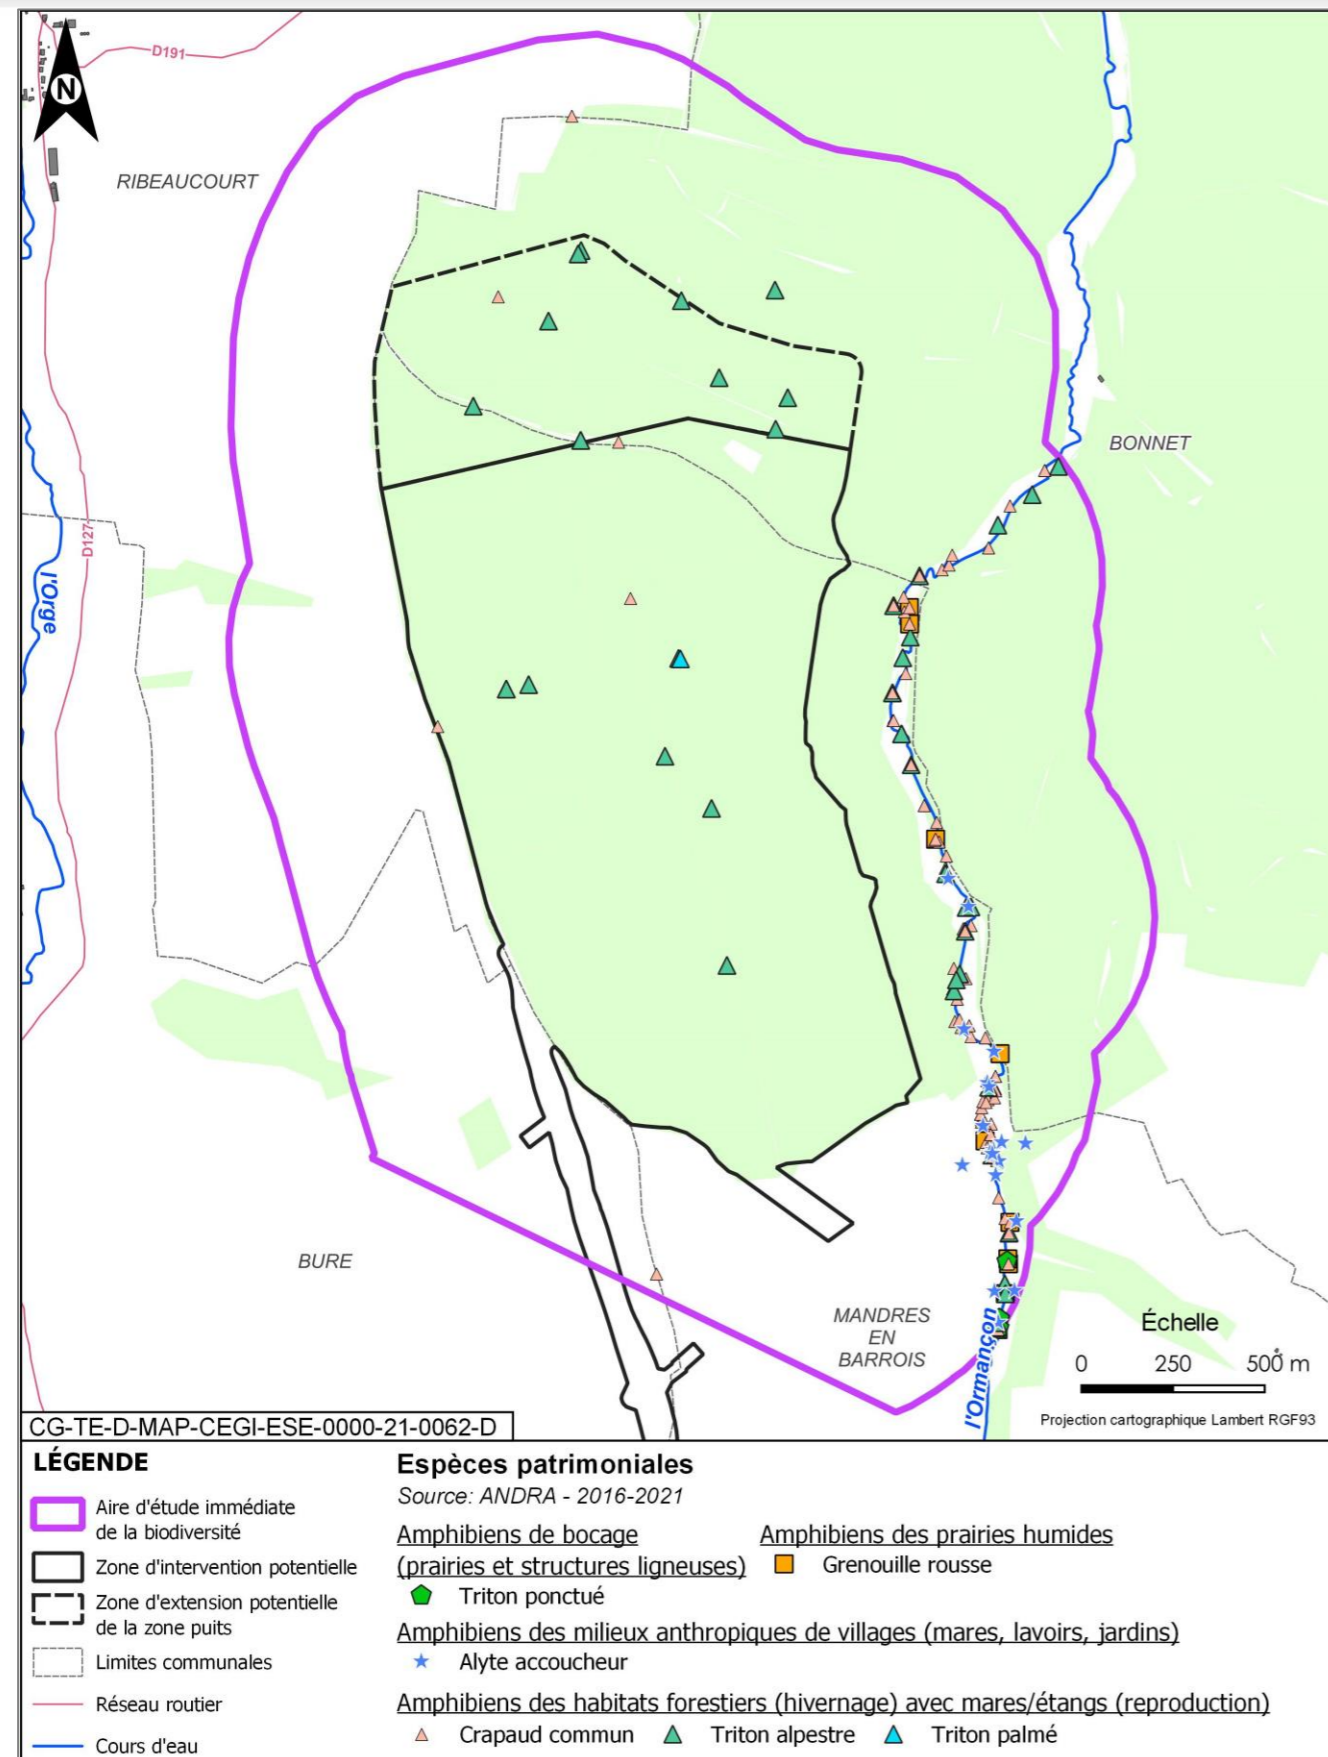 D191
N
RIBEAUCOURT
BONNET
D127
l'Orge
BURE
MANDRES
EN
BARROIS
l'Ormançon
Échelle
0 250 500 m
Projection cartographique Lambert RGF93
CG-TE-D-MAP-CEGI-ESE-0000-21-0062-D
LÉGENDE
Aire d'étude immédiate
de la biodiversité
Zone d'intervention potentielle
Zone d'extension potentielle
de la zone puits
Limites communales
Réseau routier
Cours d'eau
Espèces patrimoniales
Source: ANDRA - 2016-2021
Amphibiens de bocage
(prairies et structures ligneuses)
Triton ponctué
Amphibiens des prairies humides
Grenouille rousse
Amphibiens des milieux anthropiques de villages (mares, lavoirs, jardins)
Alyte accoucheur
Amphibiens des habitats forestiers (hivernage) avec mares/étangs (reproduction)
Crapaud commun Triton alpestre Triton palmé